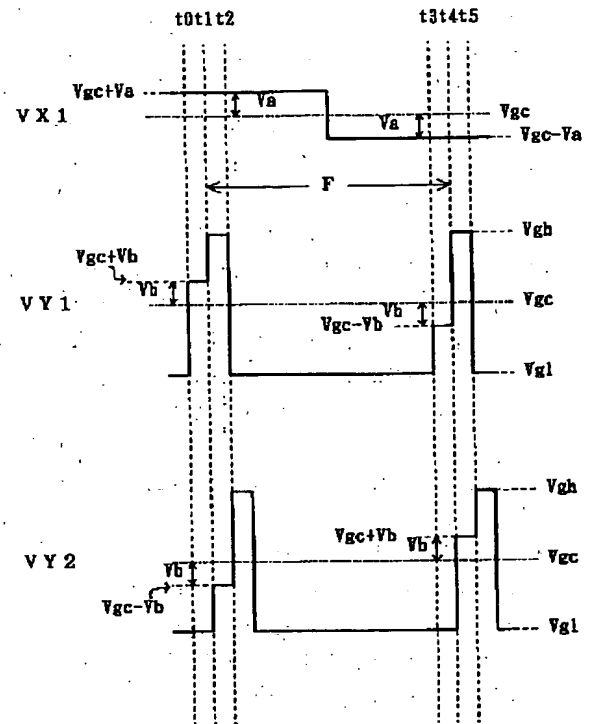 t0t1t2
t3t4t5
Vgc+Va
Va
VX1
Vgc
Va
Vgc-Va
F
Vgh
Vgc+Vb
Vb
VY1
Vgc
Vb
Vgc-Vb
Vgl
Vgh
Vgc+Vb
Vb
VY2
Vgc
Vb
Vgc-Vb
Vgl